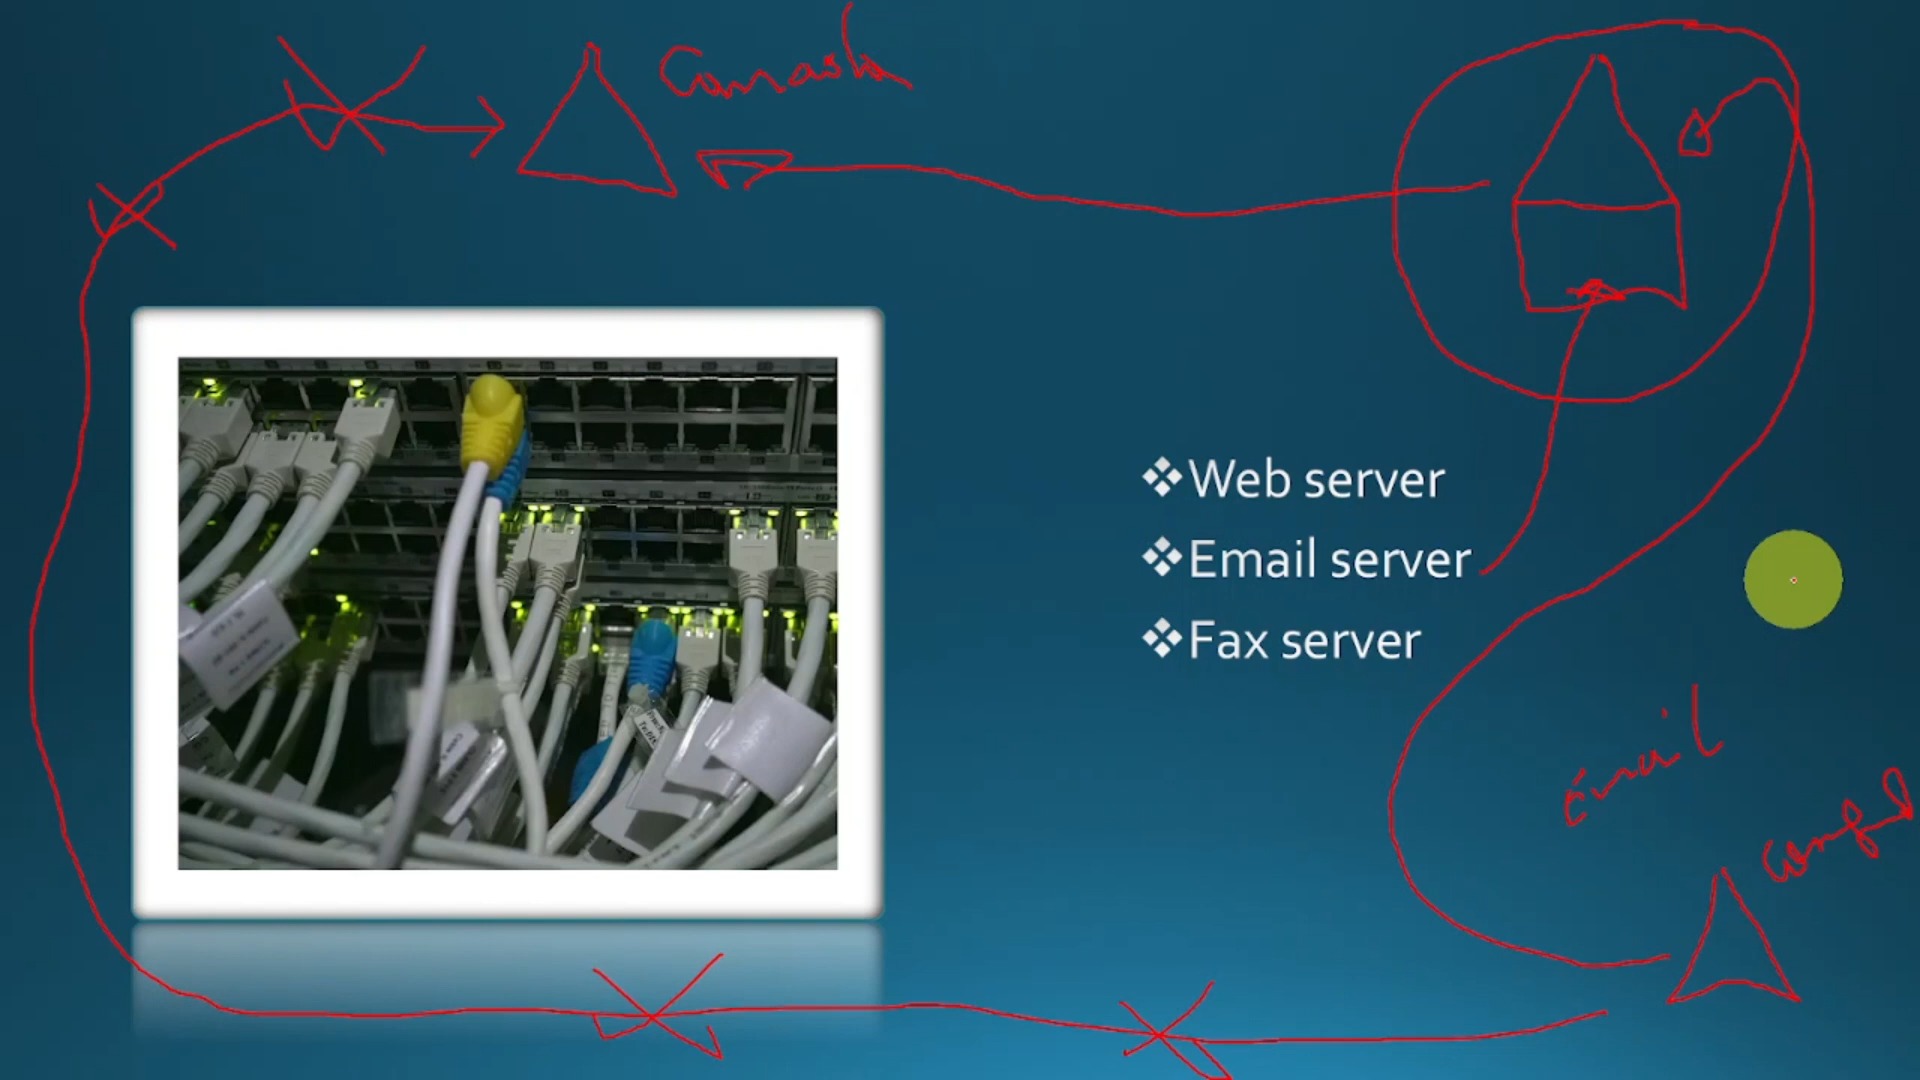 Canada
Web server
Email server
Fax server
Email